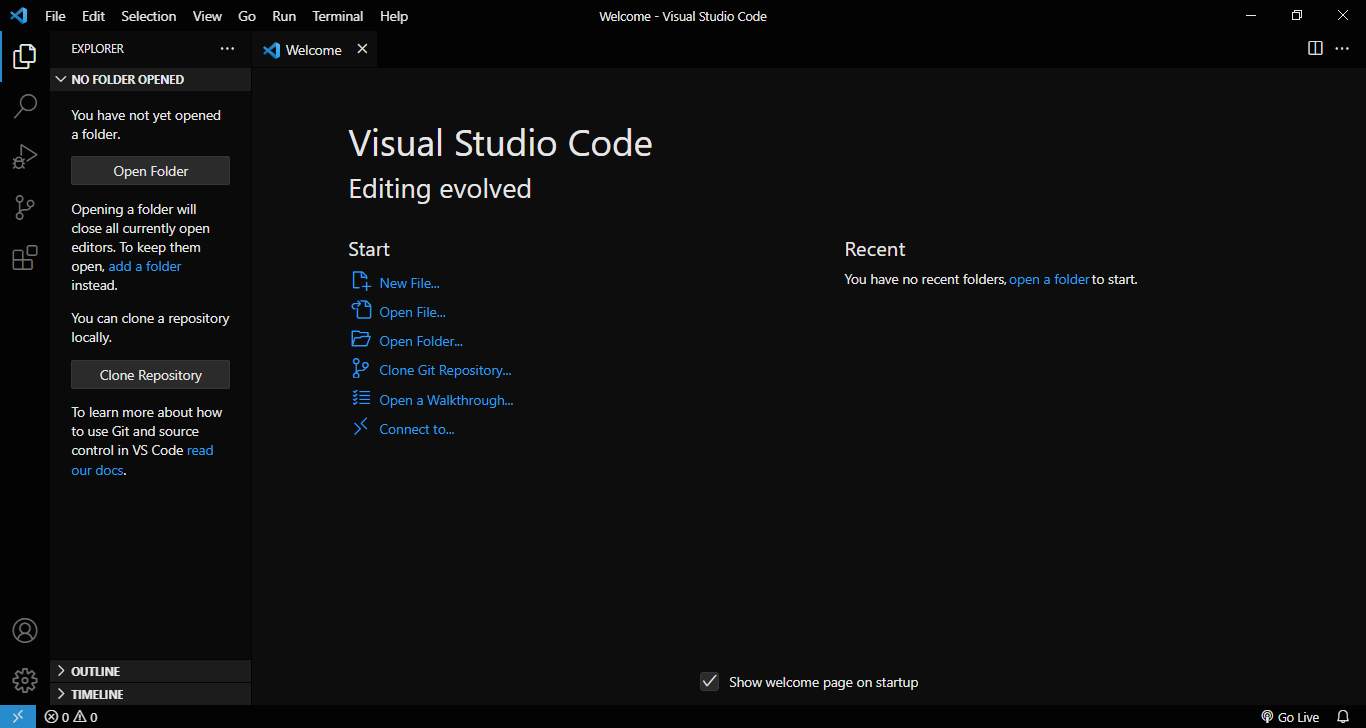 File Edit Selection View Go Run Terminal Help
Welcome - Visual Studio Code
EXPLORER
Welcome
NO FOLDER OPENED
You have not yet opened
a folder.
Open Folder
Opening a folder will
close all currently open
editors. To keep them
open, add a folder
instead.
You can clone a repository
locally.
Clone Repository
To learn more about how
to use Git and source
control in VS Code read
our docs.
OUTLINE
TIMELINE
Visual Studio Code
Editing evolved
Start
New File...
Open File...
Open Folder...
Clone Git Repository...
Open a Walkthrough...
Connect to...
Recent
You have no recent folders, open a folder to start.
Show welcome page on startup
0 0
Go Live